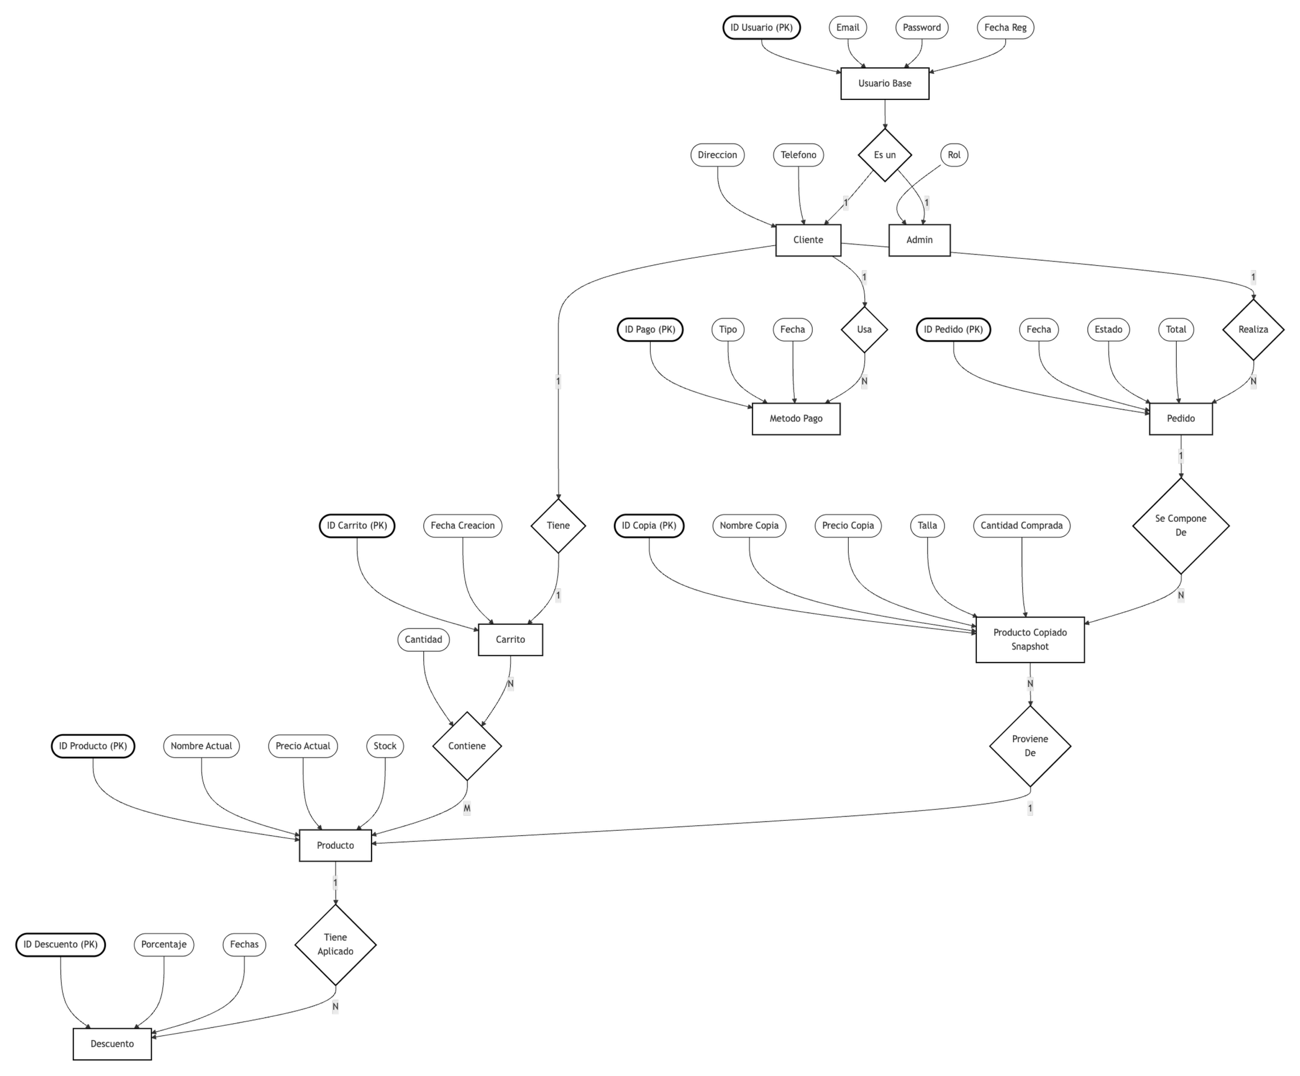 ID Usuario (PK)
Email
Password
Fecha Reg
Usuario Base
Direccion
Telefono
Es un
Rol
1
1
Cliente
Admin
1
1
ID Pago (PK)
Tipo
Fecha
Usa
ID Pedido (PK)
Fecha
Estado
Total
Realiza
1
N
N
Metodo Pago
Pedido
1
ID Carrito (PK)
Fecha Creacion
Tiene
ID Copia (PK)
Nombre Copia
Precio Copia
Talla
Cantidad Comprada
Se Compone
De
1
N
Cantidad
Carrito
Producto Copiado
Snapshot
N
N
ID Producto (PK)
Nombre Actual
Precio Actual
Stock
Contiene
Proviene
De
M
1
Producto
1
ID Descuento (PK)
Porcentaje
Fechas
Tiene
Aplicado
N
Descuento